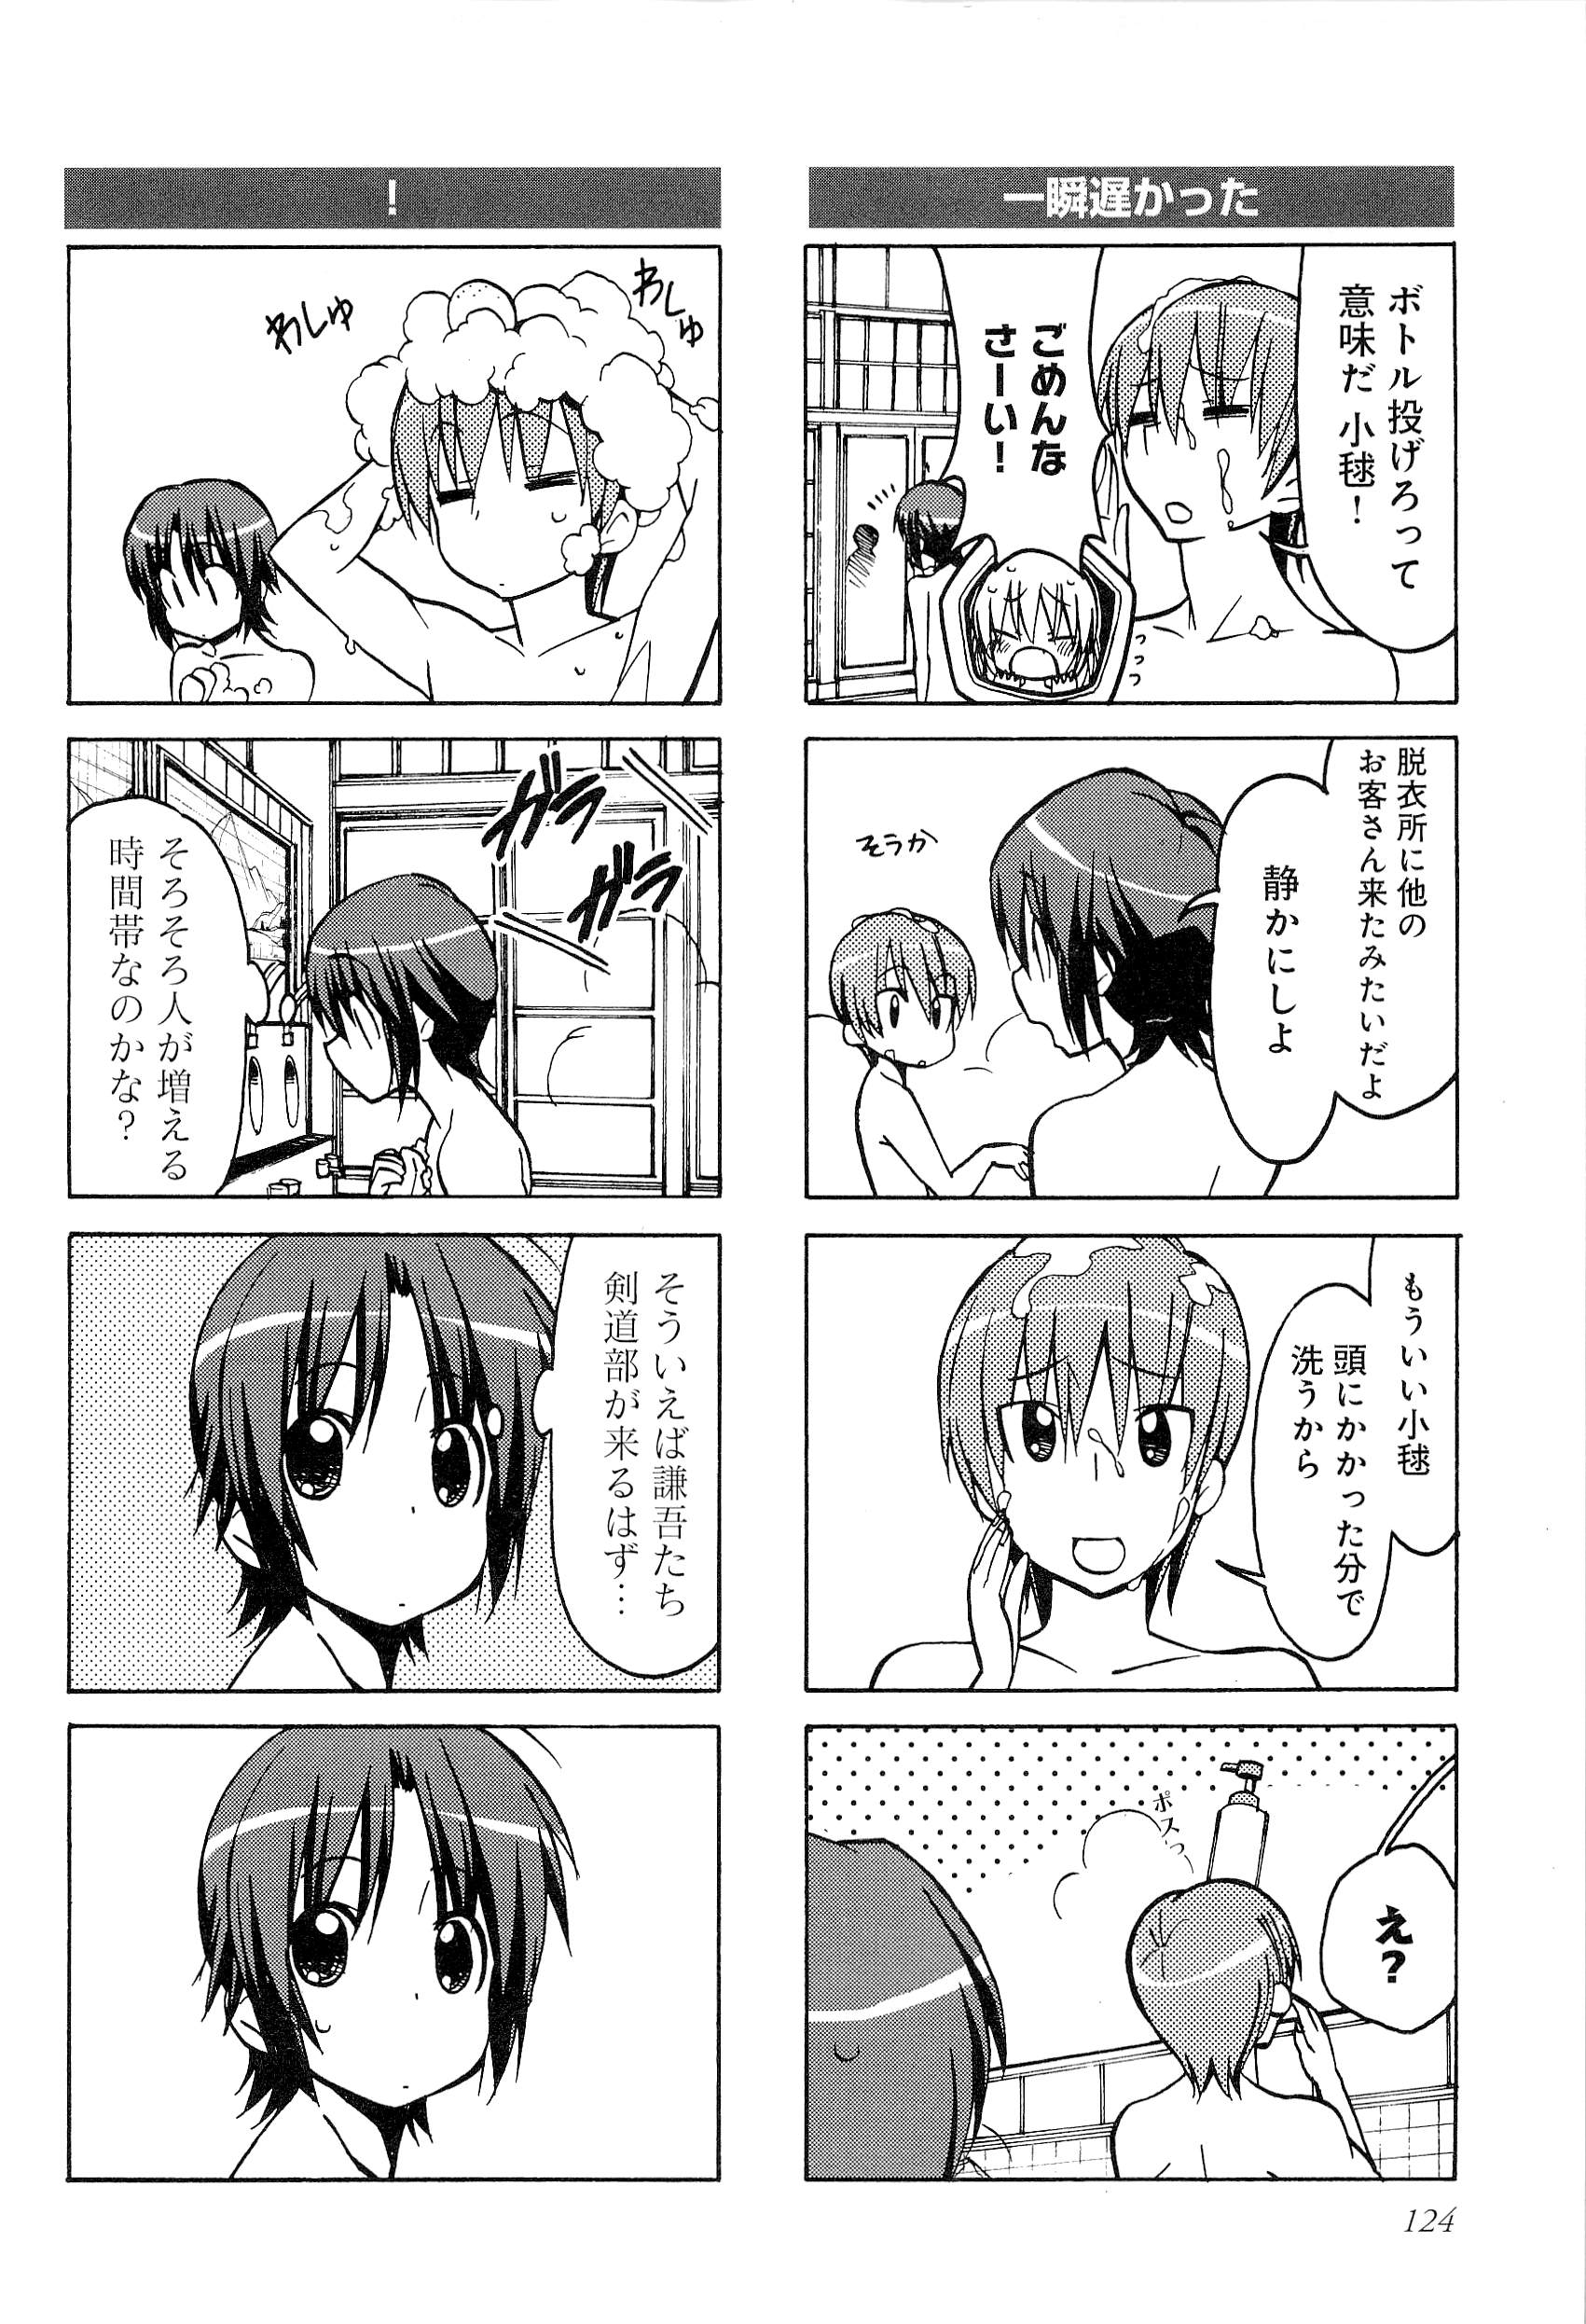 一瞬遅かった
ボトル投げろって
意味だ 小毬！
ごめんな
さーい！
っっっ
脱衣所に他の
お客さん来たみたいだよ
静かにしよ
そうか
もういい小毬
頭にかかった分で
洗うから
え？
ポスっ
！
わしゅ
わしゅ
ガラ
ガラ
そろそろ人が増える
時間帯なのかな？
そういえば謙吾たち
剣道部が来るはず…
124